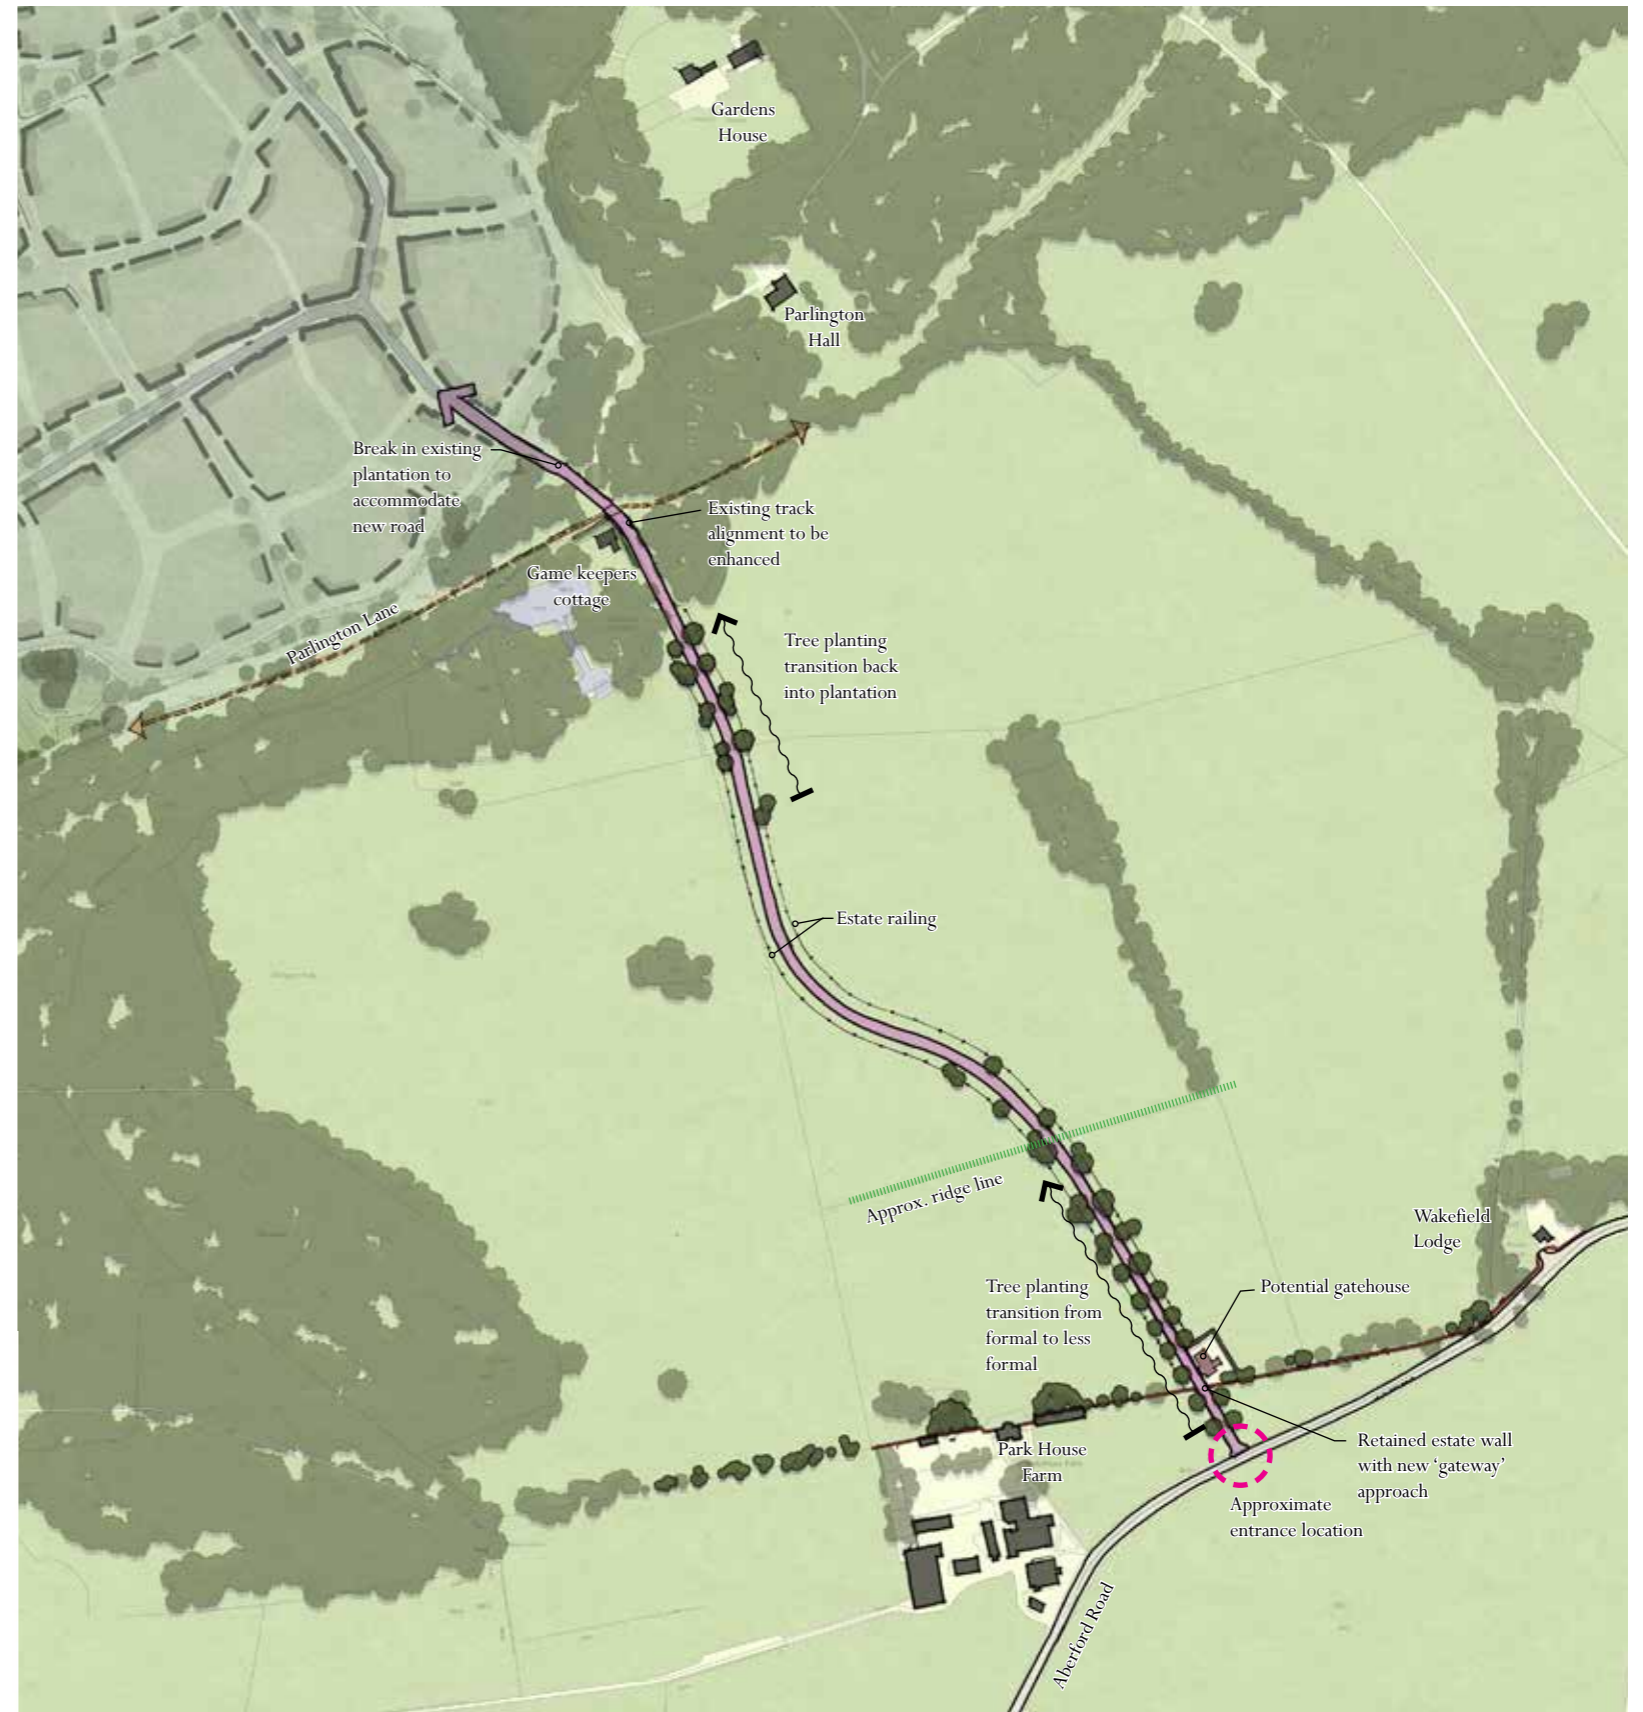 Gardens
House
Parlington
Hall
Break in existing
plantation to
accommodate
new road
Existing track
alignment to be
enhanced
Game keepers
cottage
Parlington Lane
Tree planting
transition back
into plantation
Estate railing
Approx. ridge line
Wakefield
Lodge
Tree planting
transition from
formal to less
formal
Potential gatehouse
Park House
Farm
Retained estate wall
with new ‘gateway’
approach
Approximate
entrance location
Aberford Road